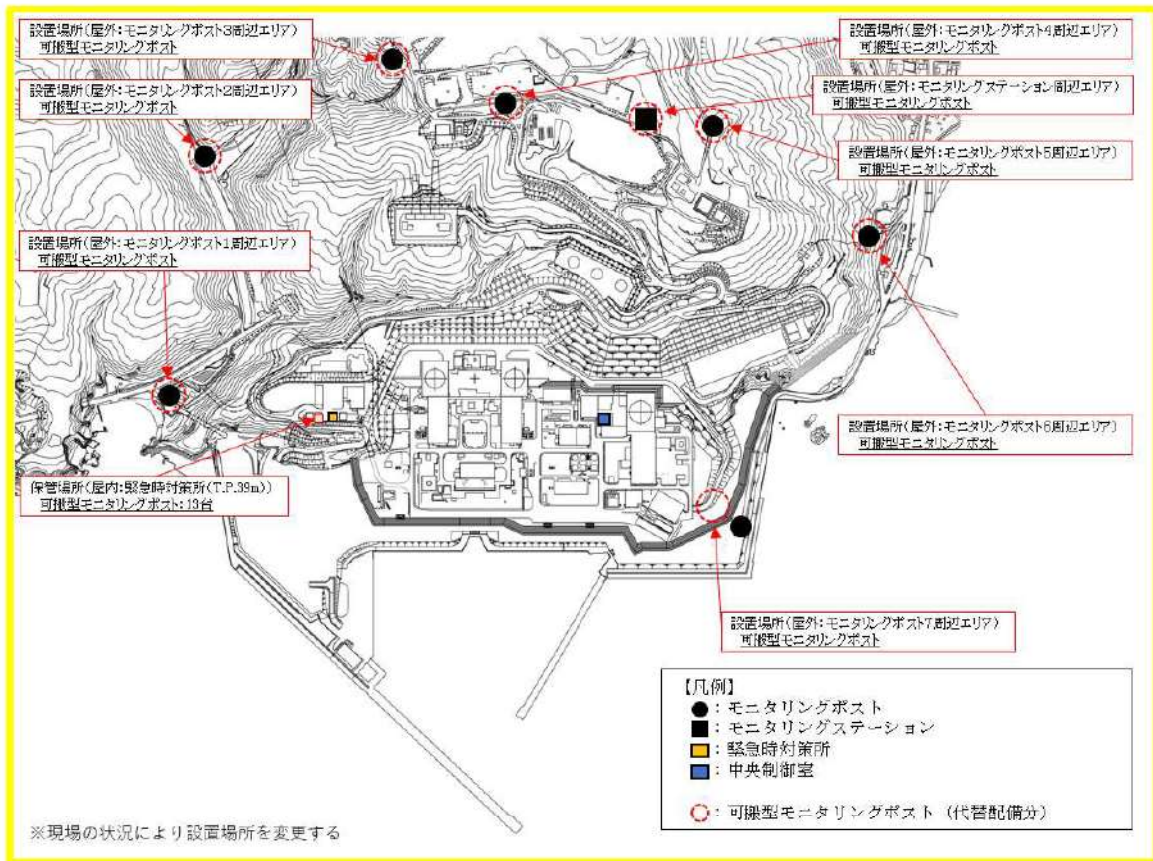 設置場所(屋外:モニタリングポスト3周辺エリア)
可搬型モニタリングポスト
設置場所(屋外:モニタリングポスト2周辺エリア)
可搬型モニタリングポスト
設置場所(屋外:モニタリングポスト4周辺エリア)
可搬型モニタリングポスト
設置場所(屋外:モニタリングステーション周辺エリア)
可搬型モニタリングポスト
設置場所(屋外:モニタリングポスト5周辺エリア)
可搬型モニタリングポスト
設置場所(屋外:モニタリングポスト1周辺エリア)
可搬型モニタリングポスト
設置場所(屋外:モニタリングポスト6周辺エリア)
可搬型モニタリングポスト
保管場所(屋内:緊急時対策所(T.P.39m))
可搬型モニタリングポスト:13台
設置場所(屋外:モニタリングポスト7周辺エリア)
可搬型モニタリングポスト
【凡例】
●:モニタリングポスト
■:モニタリングステーション
:緊急時対策所
:中央制御室
:可搬型モニタリングポスト(代替配備分)
※現場の状況により設置場所を変更する